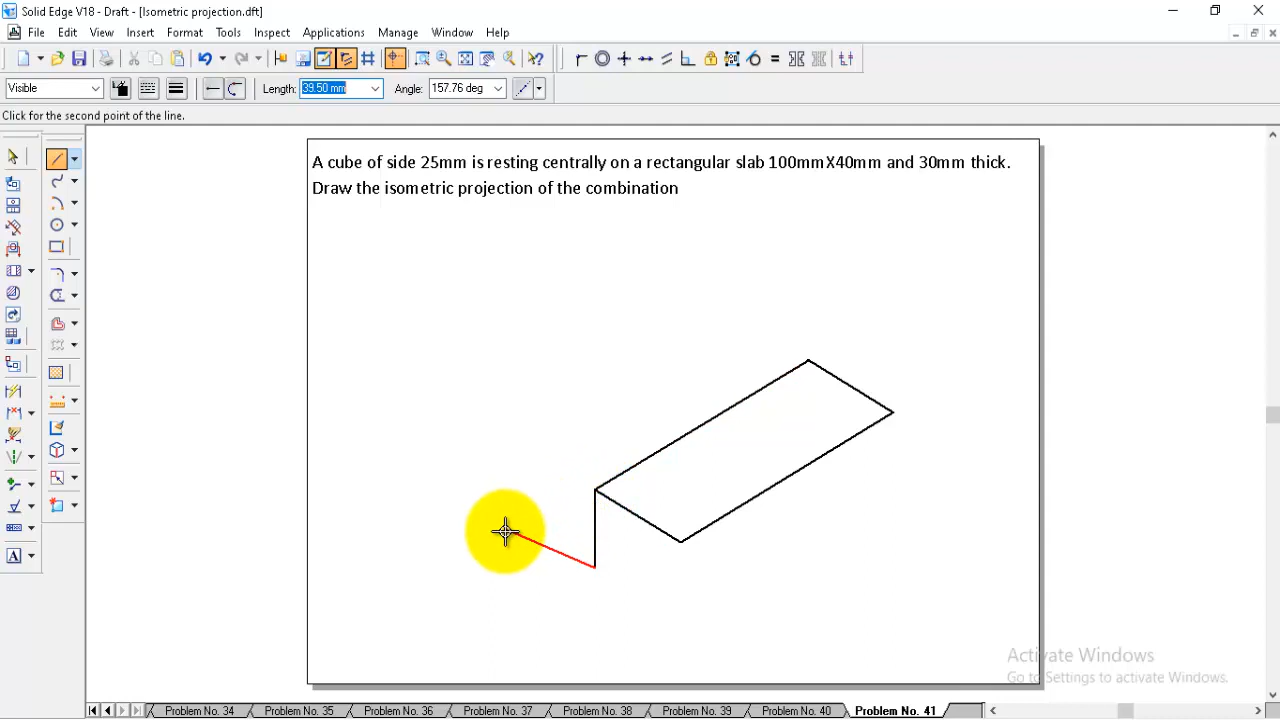 Solid Edge V18 - Draft - [Isometric projection.dft]
File Edit View Insert Format Tools Inspect Applications Manage Window Help
Visible Length: 39.50 mm Angle: 157.76 deg
Click for the second point of the line.
A cube of side 25mm is resting centrally on a rectangular slab 100mmX40mm and 30mm thick.
Draw the isometric projection of the combination
Activate Windows
Go to Settings to activate Windows.
Problem No. 34 Problem No. 35 Problem No. 36 Problem No. 37 Problem No. 38 Problem No. 39 Problem No. 40 Problem No. 41